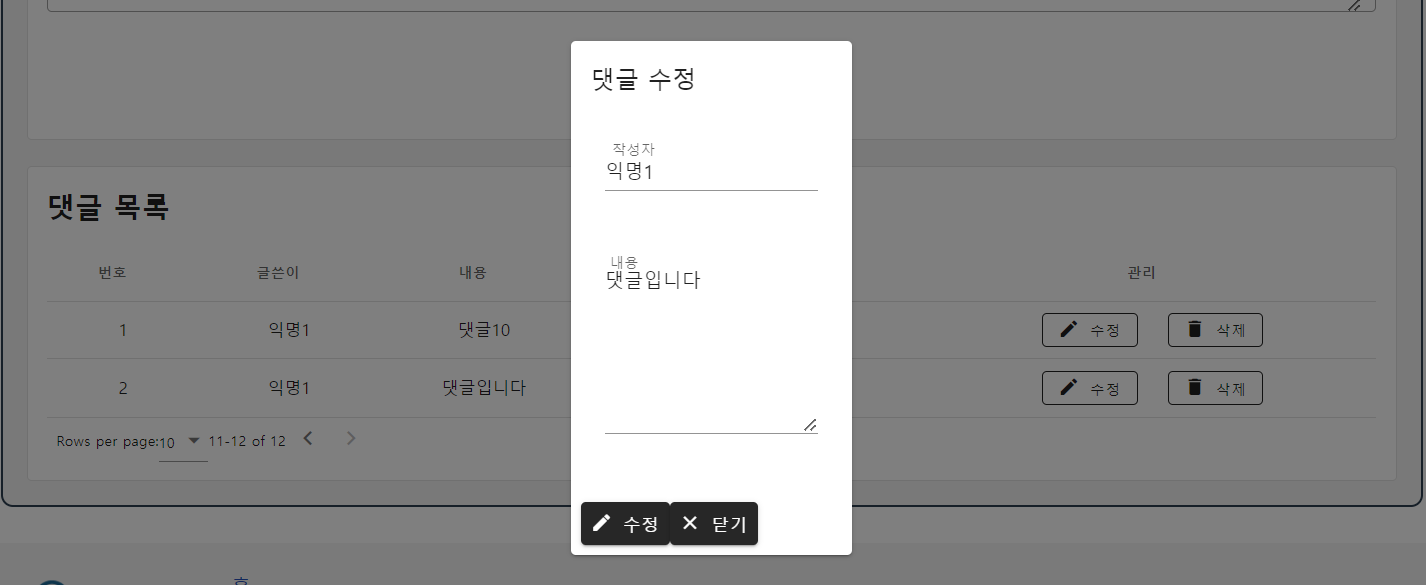 댓글 수정
작성자
익명1
내용
댓글입니다
수정 닫기
댓글 목록
번호 글쓴이 내용 관리
1 익명1 댓글10 수정 삭제
2 익명1 댓글입니다 수정 삭제
Rows per page: 10 11-12 of 12